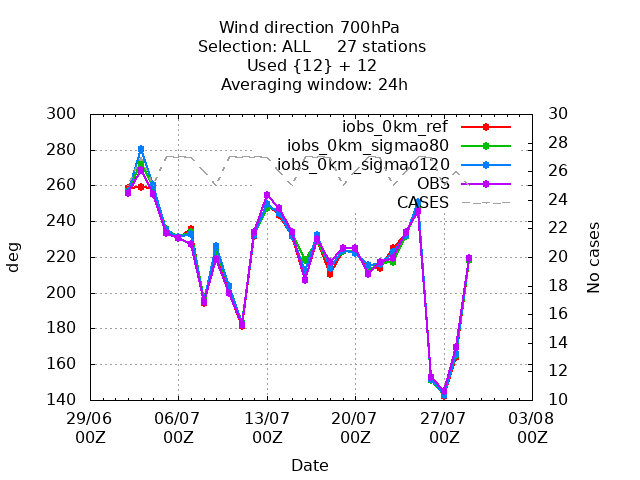 Wind direction 700hPa
Selection: ALL 27 stations
Used {12} + 12
Averaging window: 24h
iobs_0km_ref
iobs_0km_sigmao80
iobs_0km_sigmao120
OBS
CASES
300
280
260
240
220
200
180
160
140
deg
30
28
26
24
22
20
18
16
14
12
10
No cases
29/06 06/07 13/07 20/07 27/07 03/08
00Z 00Z 00Z 00Z 00Z 00Z
Date